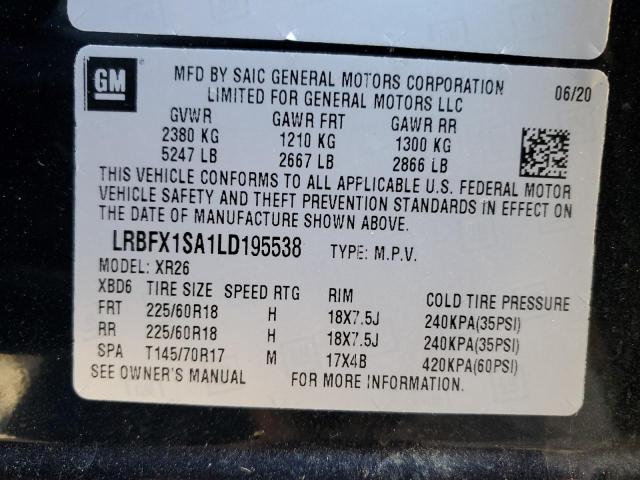 GM
MFD BY SAIC GENERAL MOTORS CORPORATION
LIMITED FOR GENERAL MOTORS LLC
06/20
GVWR GAWR FRT GAWR RR
2380 KG 1210 KG 1300 KG
5247 LB 2667 LB 2866 LB
THIS VEHICLE CONFORMS TO ALL APPLICABLE U.S. FEDERAL MOTOR
VEHICLE SAFETY AND THEFT PREVENTION STANDARDS IN EFFECT ON
THE DATE OF MANUFACTURE SHOWN ABOVE.
LRBFX1SA1LD195538 TYPE: M.P.V.
MODEL: XR26
XBD6 TIRE SIZE SPEED RTG RIM COLD TIRE PRESSURE
FRT 225/60R18 H 18X7.5J 240KPA(35PSI)
RR 225/60R18 H 18X7.5J 240KPA(35PSI)
SPA T145/70R17 M 17X4B 420KPA(60PSI)
SEE OWNER'S MANUAL FOR MORE INFORMATION.